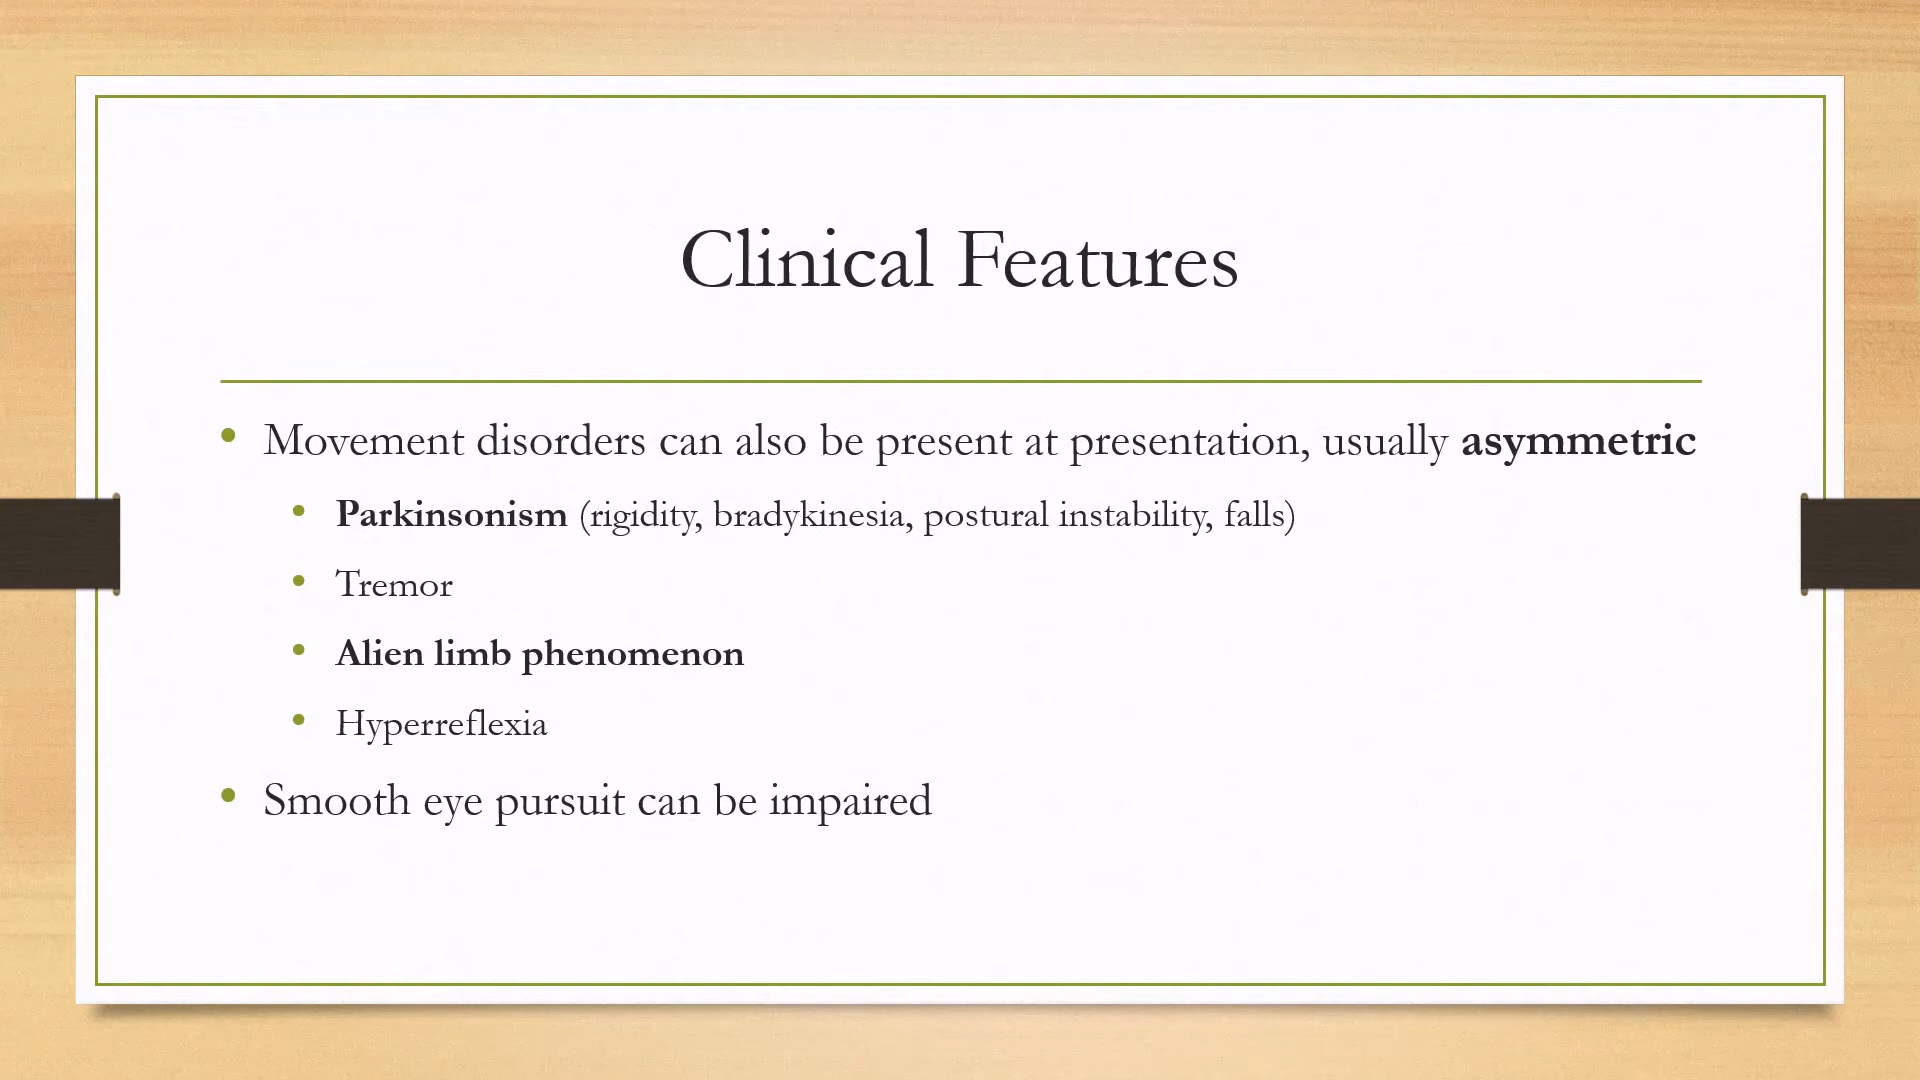 Clinical Features
• Movement disorders can also be present at presentation, usually asymmetric
• Parkinsonism (rigidity, bradykinesia, postural instability, falls)
• Tremor
• Alien limb phenomenon
• Hyperreflexia
• Smooth eye pursuit can be impaired